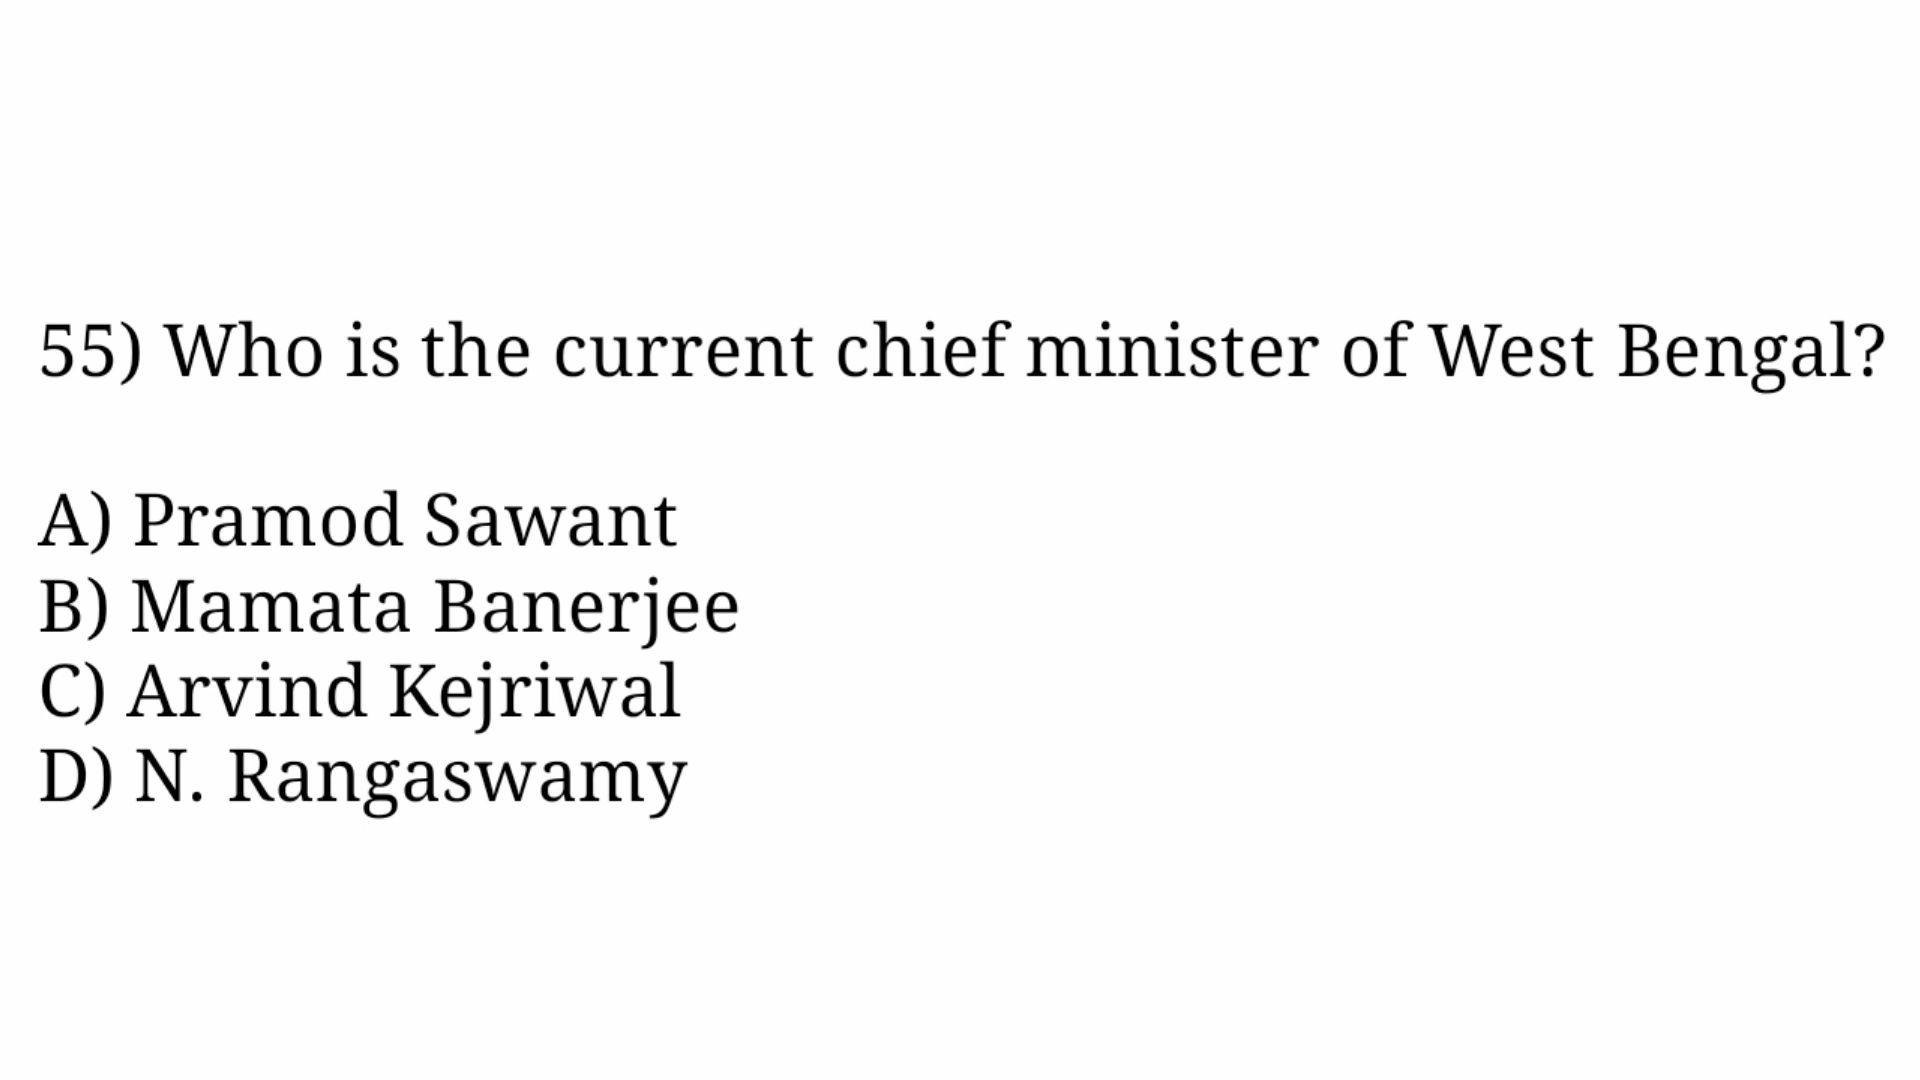 55) Who is the current chief minister of West Bengal?
A) Pramod Sawant
B) Mamata Banerjee
C) Arvind Kejriwal
D) N. Rangaswamy